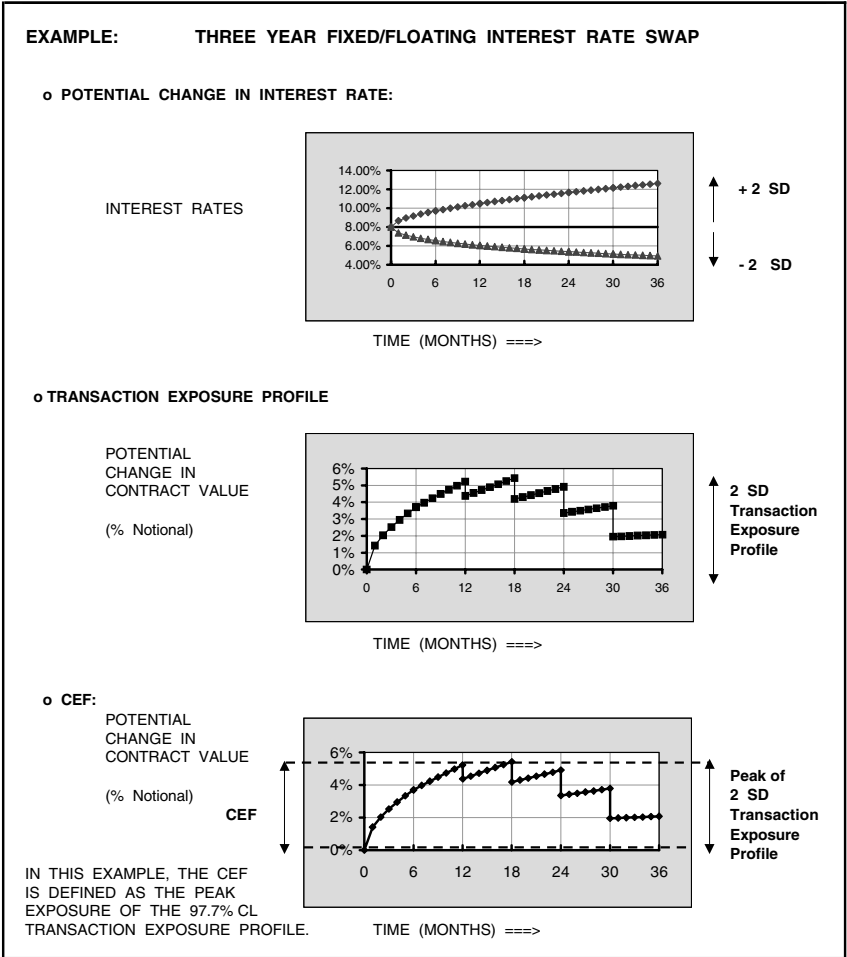 EXAMPLE: THREE YEAR FIXED/FLOATING INTEREST RATE SWAP
o POTENTIAL CHANGE IN INTEREST RATE:
INTEREST RATES
14.00%
12.00%
10.00%
8.00%
6.00%
4.00%
0 6 12 18 24 30 36
+ 2 SD
- 2 SD
TIME (MONTHS) ===>
o TRANSACTION EXPOSURE PROFILE
POTENTIAL
CHANGE IN
CONTRACT VALUE
(% Notional)
6%
5%
4%
3%
2%
1%
0%
0 6 12 18 24 30 36
2 SD
Transaction
Exposure
Profile
TIME (MONTHS) ===>
o CEF:
POTENTIAL
CHANGE IN
CONTRACT VALUE
(% Notional)
CEF
6%
4%
2%
0%
0 6 12 18 24 30 36
Peak of
2 SD
Transaction
Exposure
Profile
IN THIS EXAMPLE, THE CEF
IS DEFINED AS THE PEAK
EXPOSURE OF THE 97.7% CL
TRANSACTION EXPOSURE PROFILE.
TIME (MONTHS) ===>